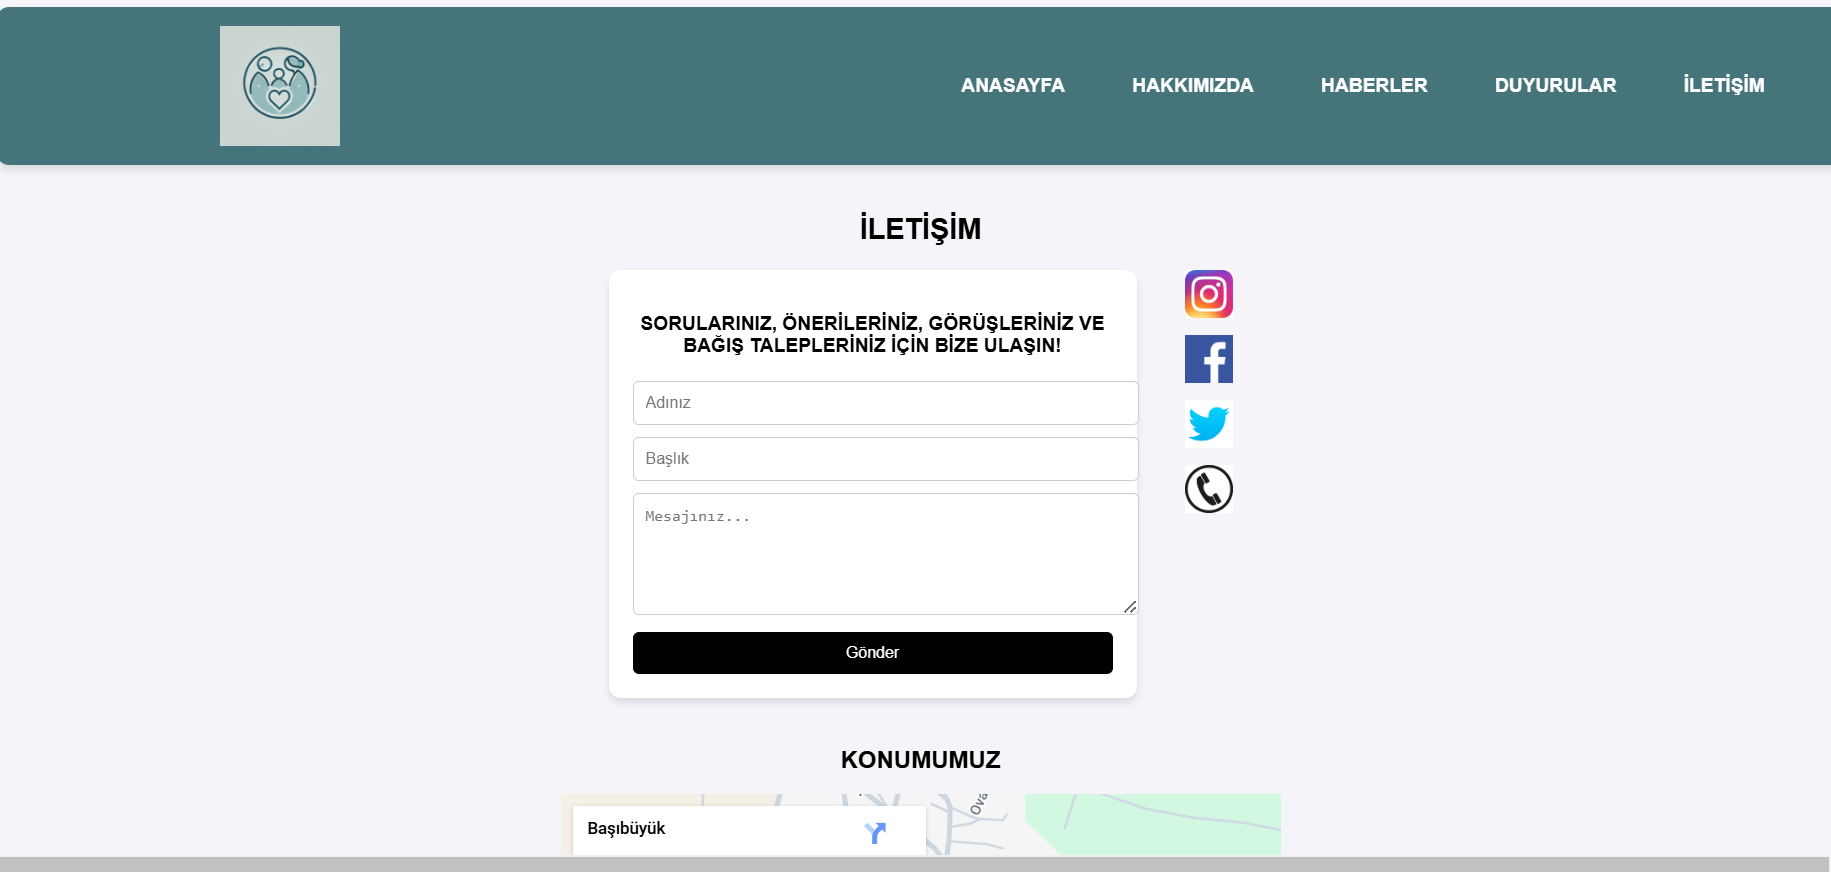 ANASAYFA HAKKIMIZDA HABERLER DUYURULAR İLETİŞİM
İLETİŞİM
SORULARINIZ, ÖNERİLERİNİZ, GÖRÜŞLERİNİZ VE
BAĞIŞ TALEPLERİNİZ İÇİN BİZE ULAŞIN!
Adınız
Başlık
Mesajınız...
Gönder
KONUMUMUZ
Ova
Başıbüyük